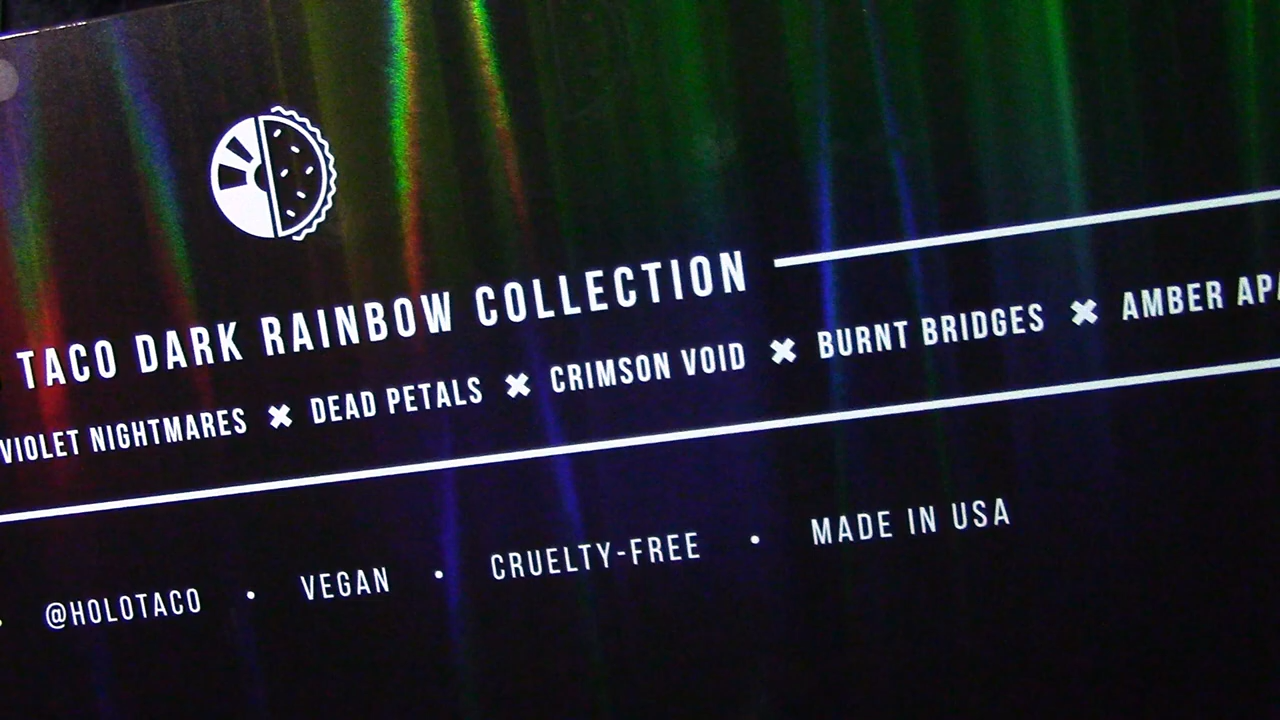 TACO DARK RAINBOW COLLECTION
VIOLET NIGHTMARES ✖ DEAD PETALS ✖ CRIMSON VOID ✖ BURNT BRIDGES ✖ AMBER
• @HOLOTACO • VEGAN • CRUELTY-FREE • MADE IN USA